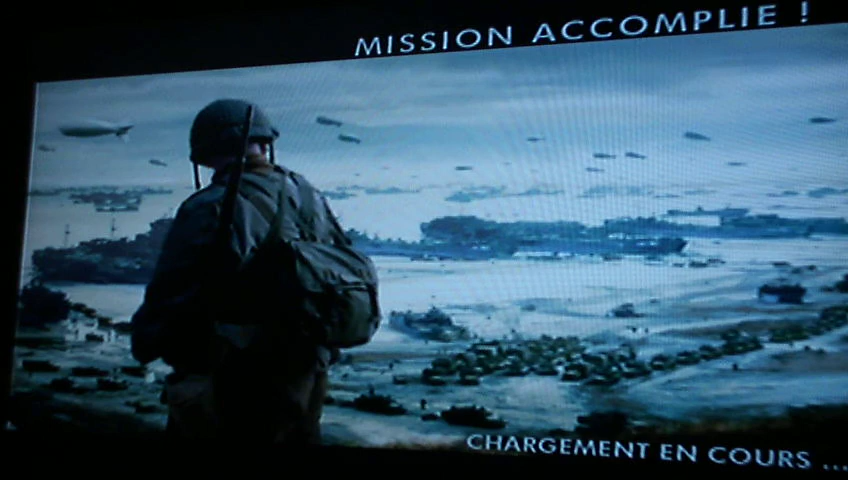 MISSION ACCOMPLIE !
CHARGEMENT EN COURS ...